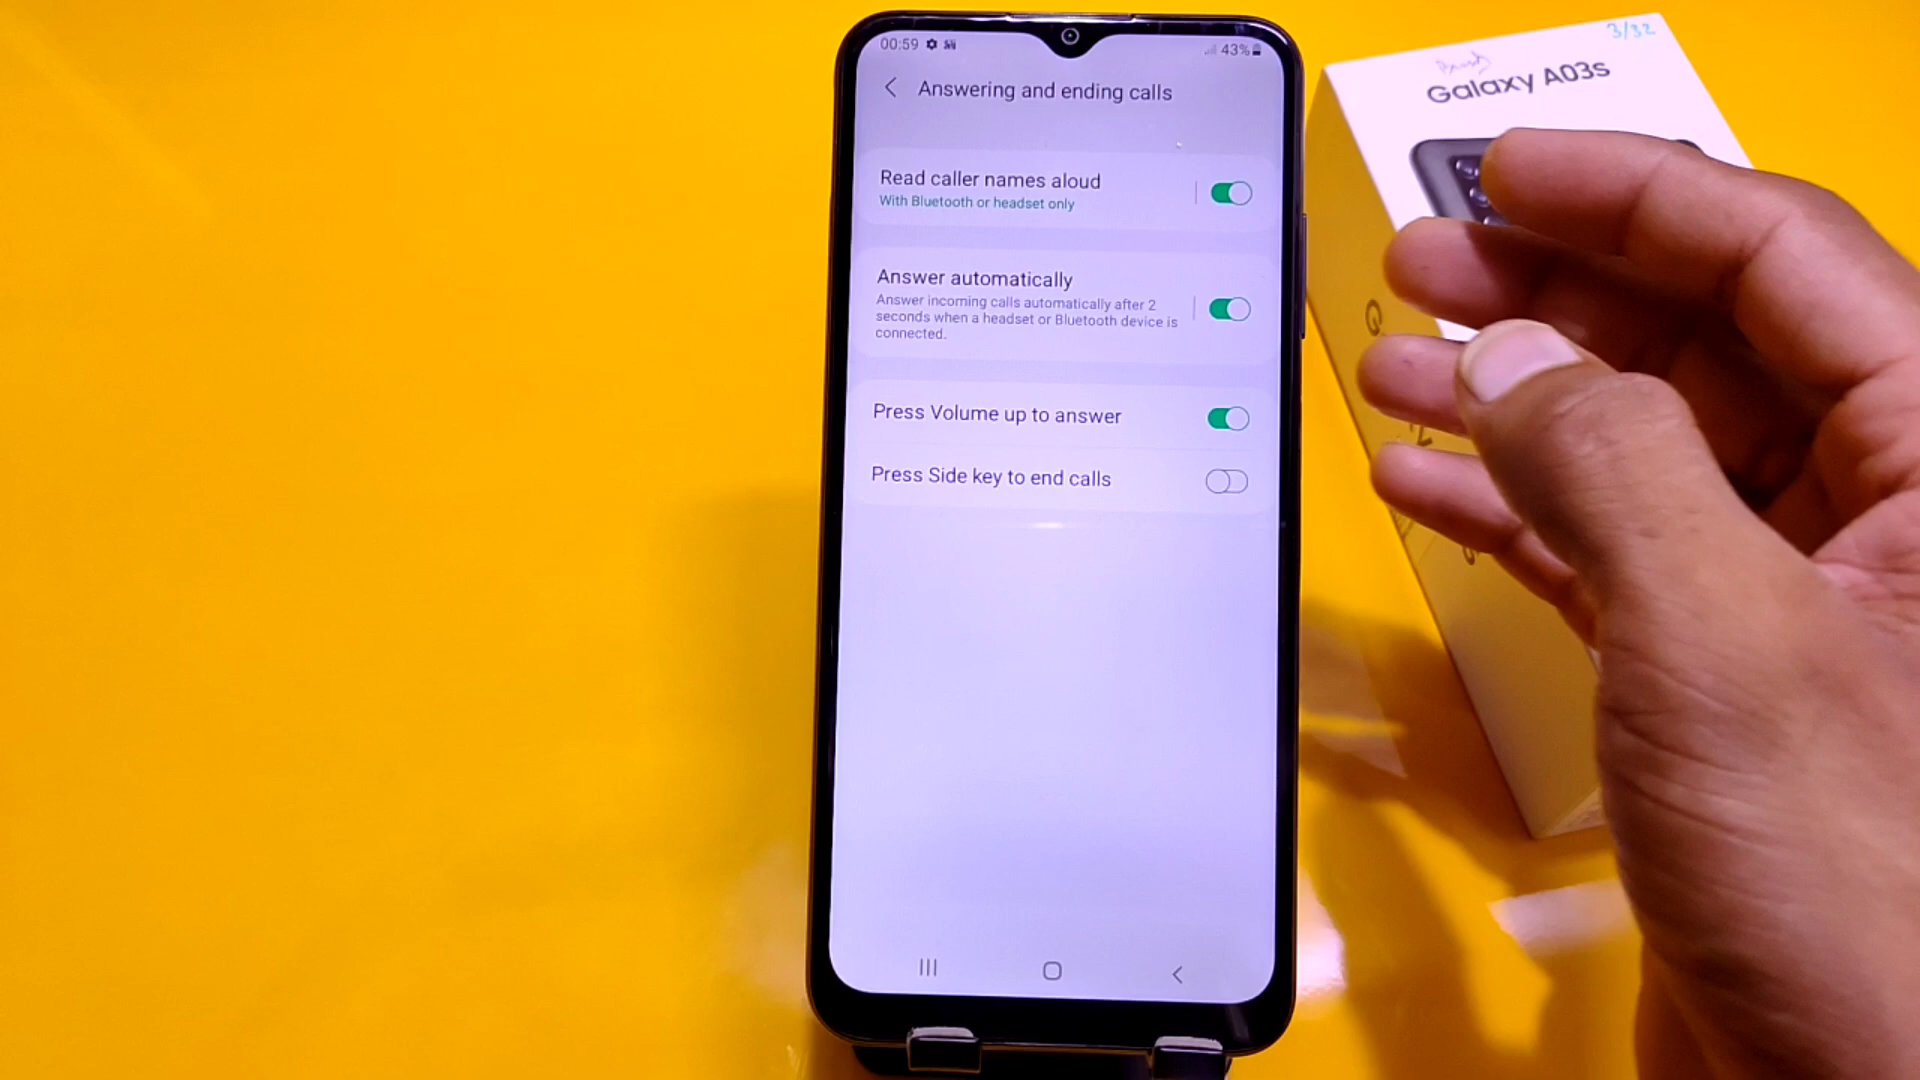 00:59
43%
Answering and ending calls
Read caller names aloud
With Bluetooth or headset only
Answer automatically
Answer incoming calls automatically after 2
seconds when a headset or Bluetooth device is
connected.
Press Volume up to answer
Press Side key to end calls
3/32
Galaxy A03s